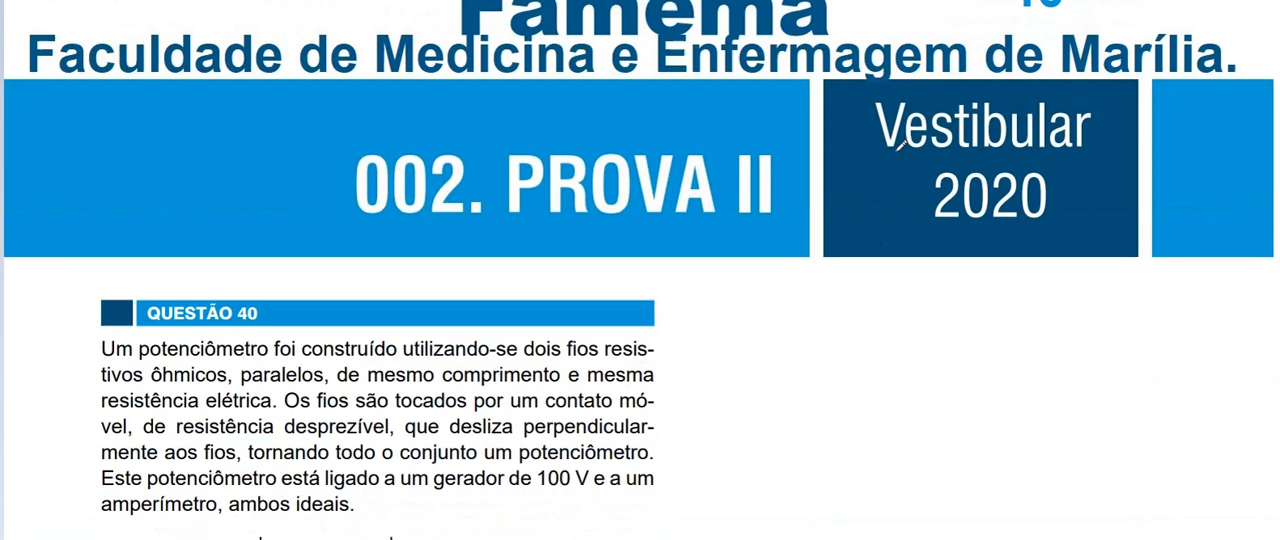 Famema
Faculdade de Medicina e Enfermagem de Marília.
002. PROVA II
Vestibular
2020
QUESTÃO 40
Um potenciômetro foi construído utilizando-se dois fios resis-
tivos ôhmicos, paralelos, de mesmo comprimento e mesma
resistência elétrica. Os fios são tocados por um contato mó-
vel, de resistência desprezível, que desliza perpendicular-
mente aos fios, tornando todo o conjunto um potenciômetro.
Este potenciômetro está ligado a um gerador de 100 V e a um
amperímetro, ambos ideais.